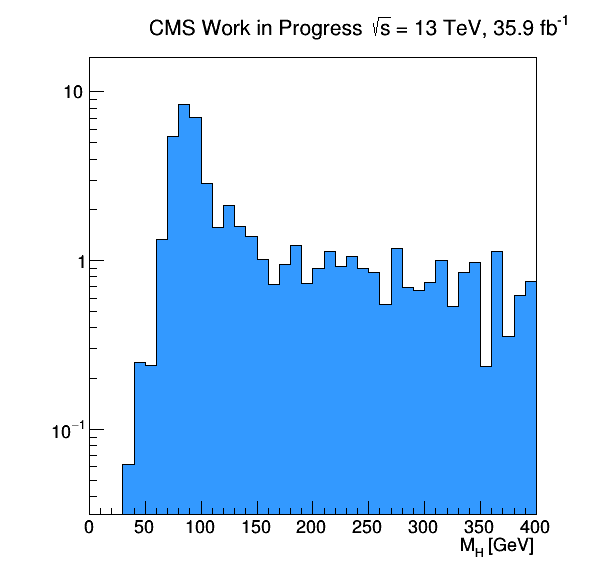 CMS Work in Progress √s = 13 TeV, 35.9 fb⁻¹
10
1
10⁻¹
0 50 100 150 200 250 300 350 400
M_H [GeV]